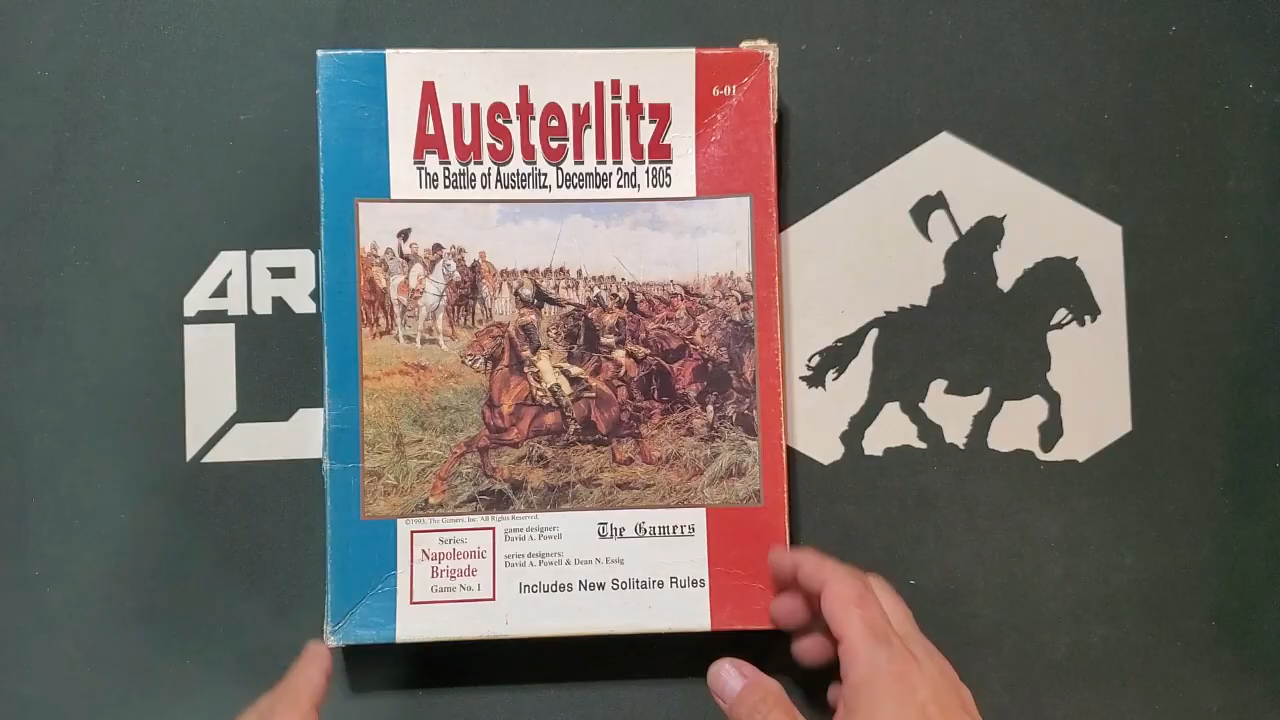 Austerlitz
6-01
The Battle of Austerlitz, December 2nd, 1805
AR
L
©1993, The Gamers, Inc. All Rights Reserved.
Series:
Napoleonic
Brigade
Game No. 1
game designer:
David A. Powell
The Gamers
series designers:
David A. Powell & Dean N. Essig
Includes New Solitaire Rules